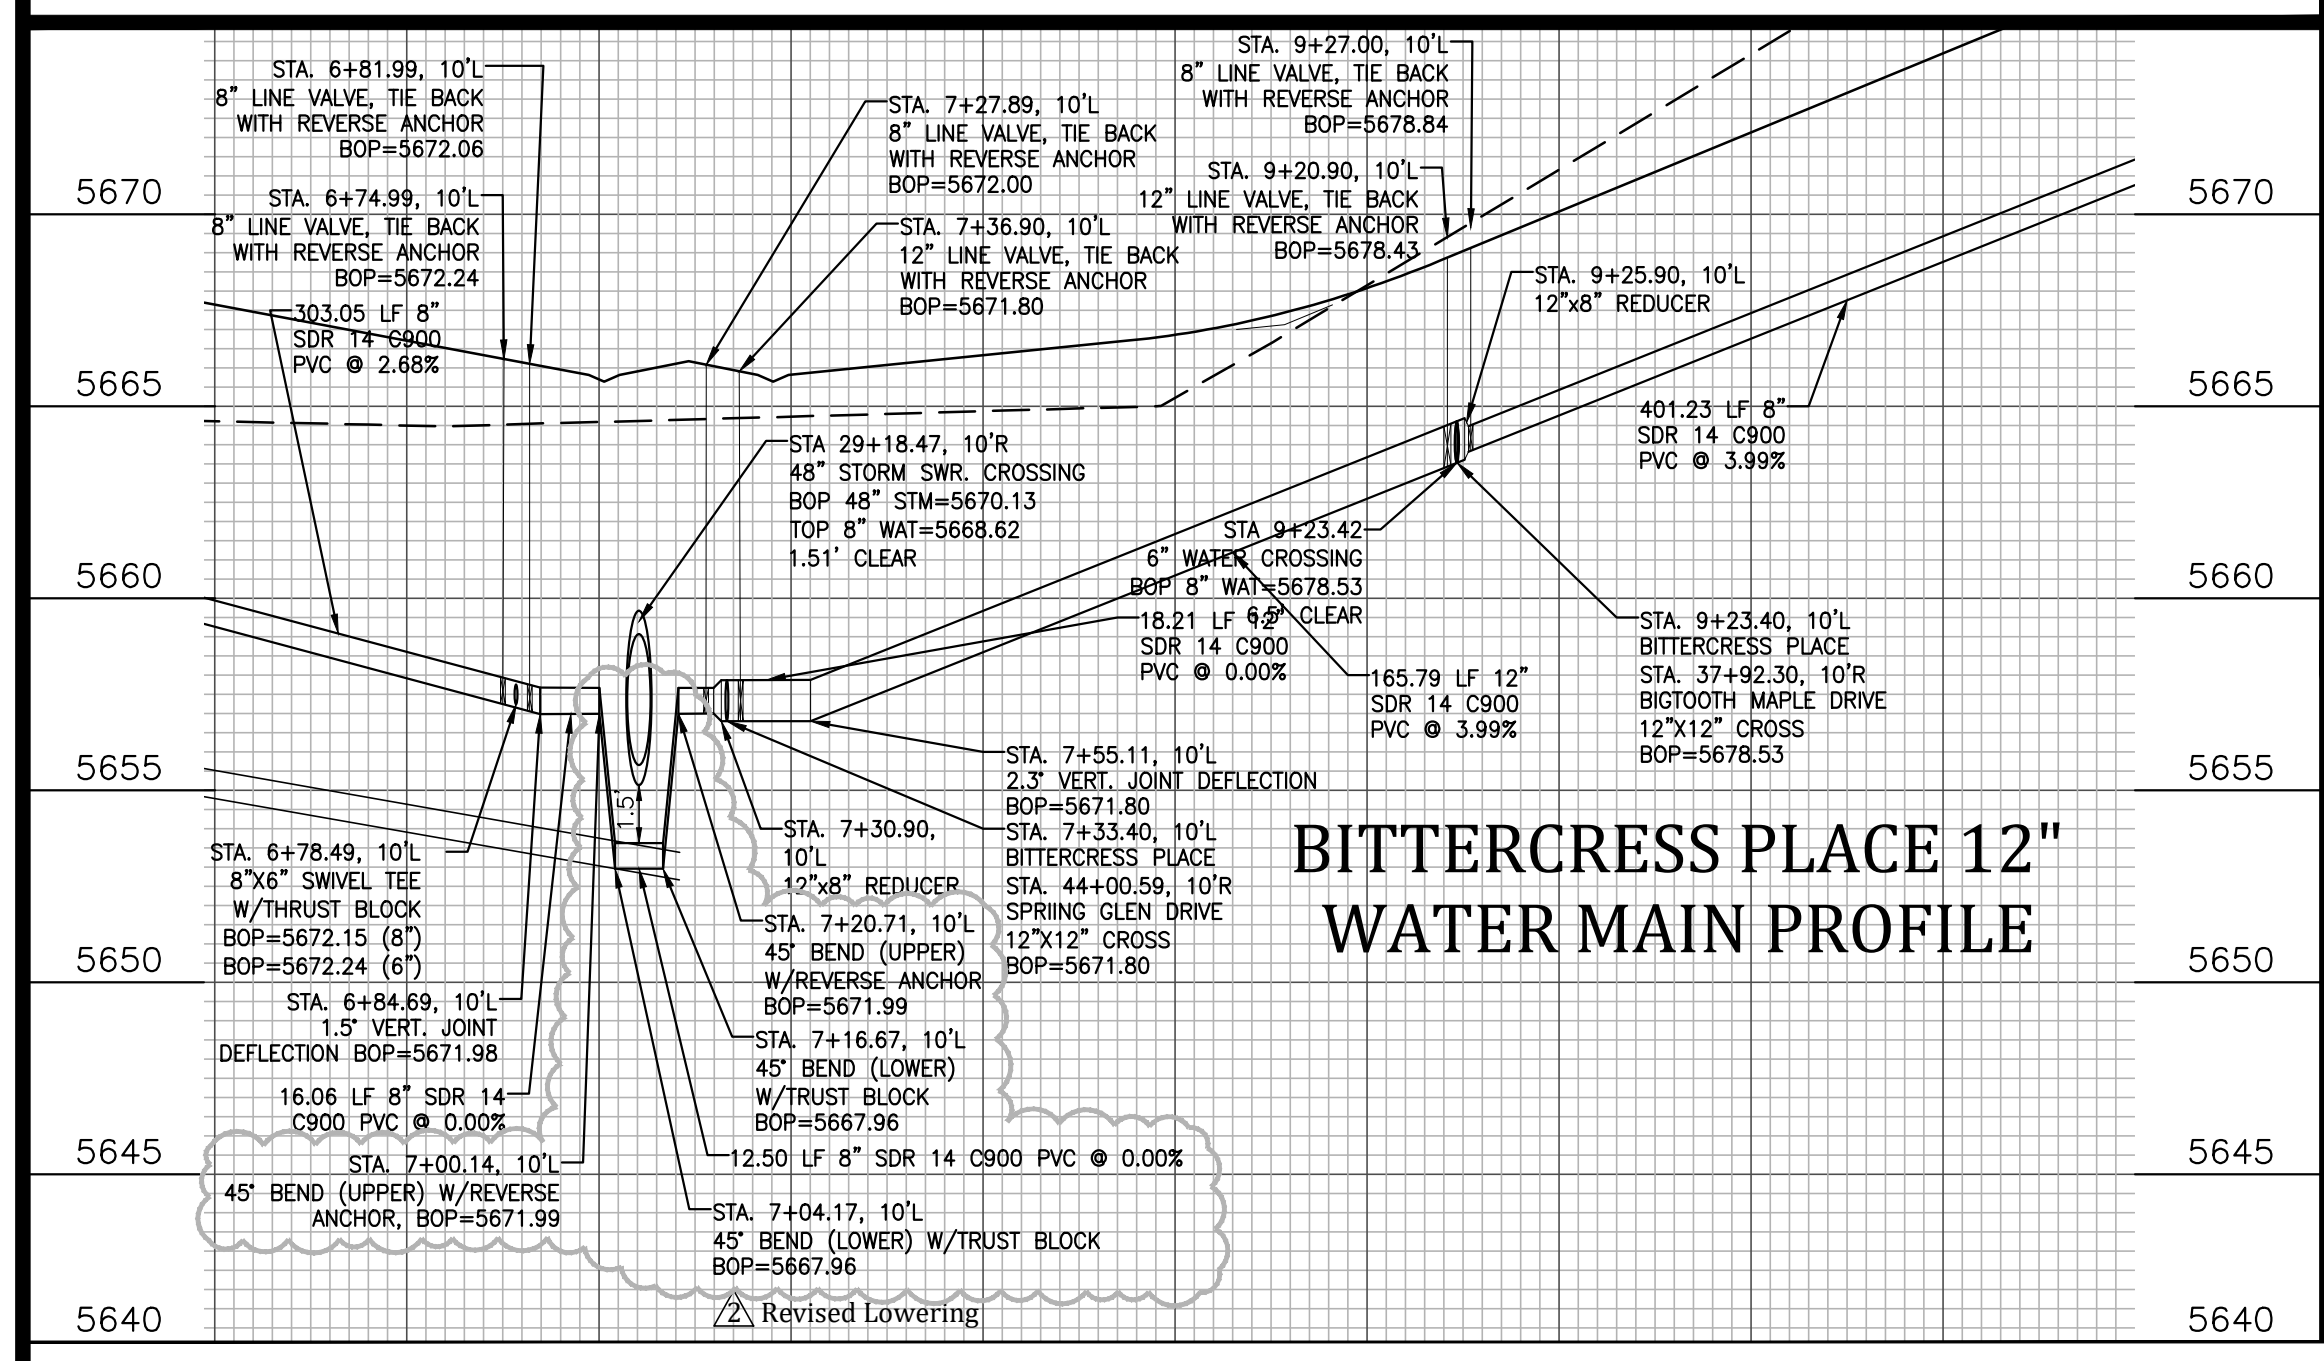 STA. 6+81.99, 10'L
8" LINE VALVE, TIE BACK
WITH REVERSE ANCHOR
BOP=5672.06
STA. 6+74.99, 10'L
8" LINE VALVE, TIE BACK
WITH REVERSE ANCHOR
BOP=5672.24
303.05 LF 8"
SDR 14 C900
PVC @ 2.68%
STA. 7+27.89, 10'L
8" LINE VALVE, TIE BACK
WITH REVERSE ANCHOR
BOP=5672.00
STA. 7+36.90, 10'L
12" LINE VALVE, TIE BACK
WITH REVERSE ANCHOR
BOP=5671.80
STA. 9+27.00, 10'L
8" LINE VALVE, TIE BACK
WITH REVERSE ANCHOR
BOP=5678.84
STA. 9+20.90, 10'L
12" LINE VALVE, TIE BACK
WITH REVERSE ANCHOR
BOP=5678.43
STA. 9+25.90, 10'L
12"x8" REDUCER
401.23 LF 8"
SDR 14 C900
PVC @ 3.99%
STA 29+18.47, 10'R
48" STORM SWR. CROSSING
BOP 48" STM=5670.13
TOP 8" WAT=5668.62
1.51' CLEAR
STA 9+23.42
6" WATER CROSSING
BOP 8" WAT=5678.53
6.5' CLEAR
18.21 LF 12"
SDR 14 C900
PVC @ 0.00%
165.79 LF 12"
SDR 14 C900
PVC @ 3.99%
STA. 9+23.40, 10'L
BITTERCRESS PLACE
STA. 37+92.30, 10'R
BIGTOOTH MAPLE DRIVE
12"X12" CROSS
BOP=5678.53
STA. 7+55.11, 10'L
2.3° VERT. JOINT DEFLECTION
BOP=5671.80
STA. 7+33.40, 10'L
BITTERCRESS PLACE
STA. 44+00.59, 10'R
SPRIING GLEN DRIVE
12"X12" CROSS
BOP=5671.80
1.5'
STA. 7+30.90,
10'L
12"x8" REDUCER
STA. 7+20.71, 10'L
45° BEND (UPPER)
W/REVERSE ANCHOR
BOP=5671.99
STA. 7+16.67, 10'L
45° BEND (LOWER)
W/TRUST BLOCK
BOP=5667.96
12.50 LF 8" SDR 14 C900 PVC @ 0.00%
STA. 7+04.17, 10'L
45° BEND (LOWER) W/TRUST BLOCK
BOP=5667.96
STA. 6+78.49, 10'L
8"X6" SWIVEL TEE
W/THRUST BLOCK
BOP=5672.15 (8")
BOP=5672.24 (6")
STA. 6+84.69, 10'L
1.5° VERT. JOINT
DEFLECTION BOP=5671.98
16.06 LF 8" SDR 14
C900 PVC @ 0.00%
STA. 7+00.14, 10'L
45° BEND (UPPER) W/REVERSE
ANCHOR, BOP=5671.99
2 Revised Lowering
BITTERCRESS PLACE 12"
WATER MAIN PROFILE
5670
5665
5660
5655
5650
5645
5640
5670
5665
5660
5655
5650
5645
5640